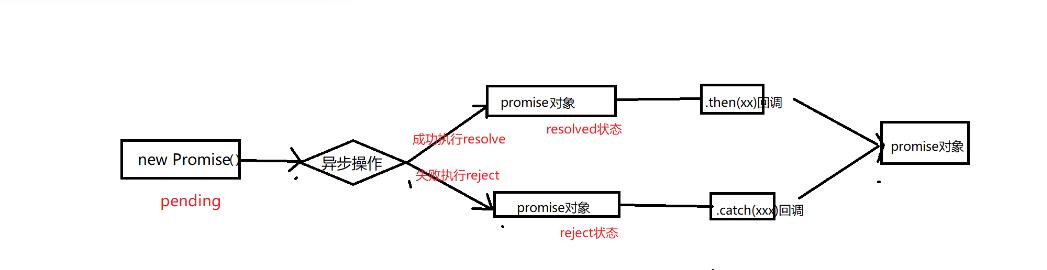 new Promise()
pending
异步操作
成功执行resolve
失败执行reject
promise对象
resolved状态
.then(xx)回调
promise对象
reject状态
.catch(xxx)回调
promise对象